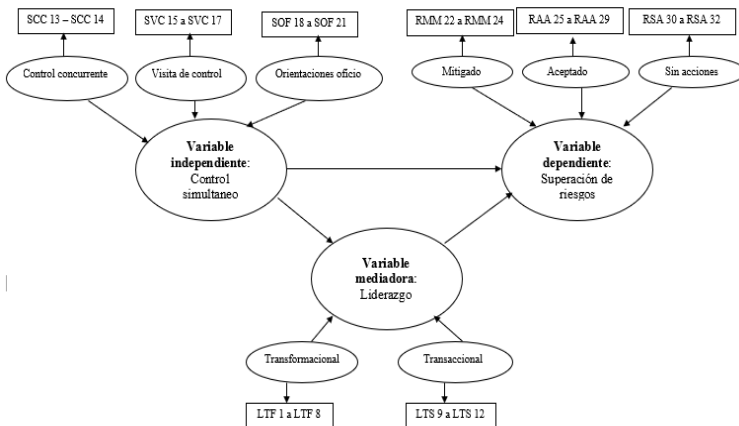 SCC 13 – SCC 14
SVC 15 a SVC 17
SOF 18 a SOF 21
RMM 22 a RMM 24
RAA 25 a RAA 29
RSA 30 a RSA 32
Control concurrente
Visita de control
Orientaciones oficio
Mitigado
Aceptado
Sin acciones
Variable
independiente:
Control
simultaneo
Variable
dependiente:
Superación de
riesgos
Variable
mediadora:
Liderazgo
Transformacional
Transaccional
LTF 1 a LTF 8
LTS 9 a LTS 12